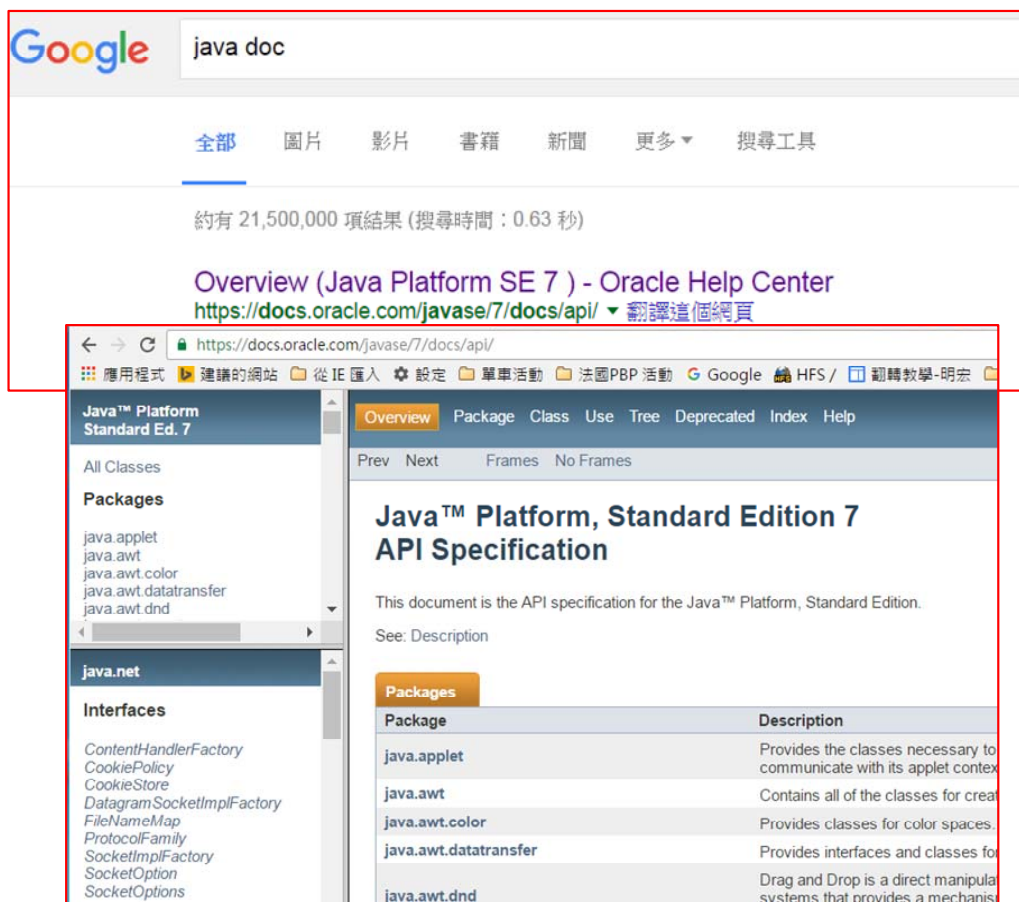 Google java doc
全部 圖片 影片 書籍 新聞 更多 搜尋工具
約有 21,500,000 項結果 (搜尋時間：0.63 秒)
Overview (Java Platform SE 7 ) - Oracle Help Center
https://docs.oracle.com/javase/7/docs/api/ 翻譯這個網頁
https://docs.oracle.com/javase/7/docs/api/
應用程式 建議的網站 從 IE 匯入 設定 單車活動 法國PBP 活動 G Google HFS / 翻轉教學-明宏
Java™ Platform
Standard Ed. 7
All Classes
Packages
java.applet
java.awt
java.awt.color
java.awt.datatransfer
java.awt.dnd
java.net
Interfaces
ContentHandlerFactory
CookiePolicy
CookieStore
DatagramSocketImplFactory
FileNameMap
ProtocolFamily
SocketImplFactory
SocketOption
SocketOptions
Overview Package Class Use Tree Deprecated Index Help
Prev Next Frames No Frames
Java™ Platform, Standard Edition 7
API Specification
This document is the API specification for the Java™ Platform, Standard Edition.
See: Description
Packages
Package Description
java.applet Provides the classes necessary to
communicate with its applet contex
java.awt Contains all of the classes for creat
java.awt.color Provides classes for color spaces.
java.awt.datatransfer Provides interfaces and classes for
java.awt.dnd Drag and Drop is a direct manipulat
systems that provides a mechanis